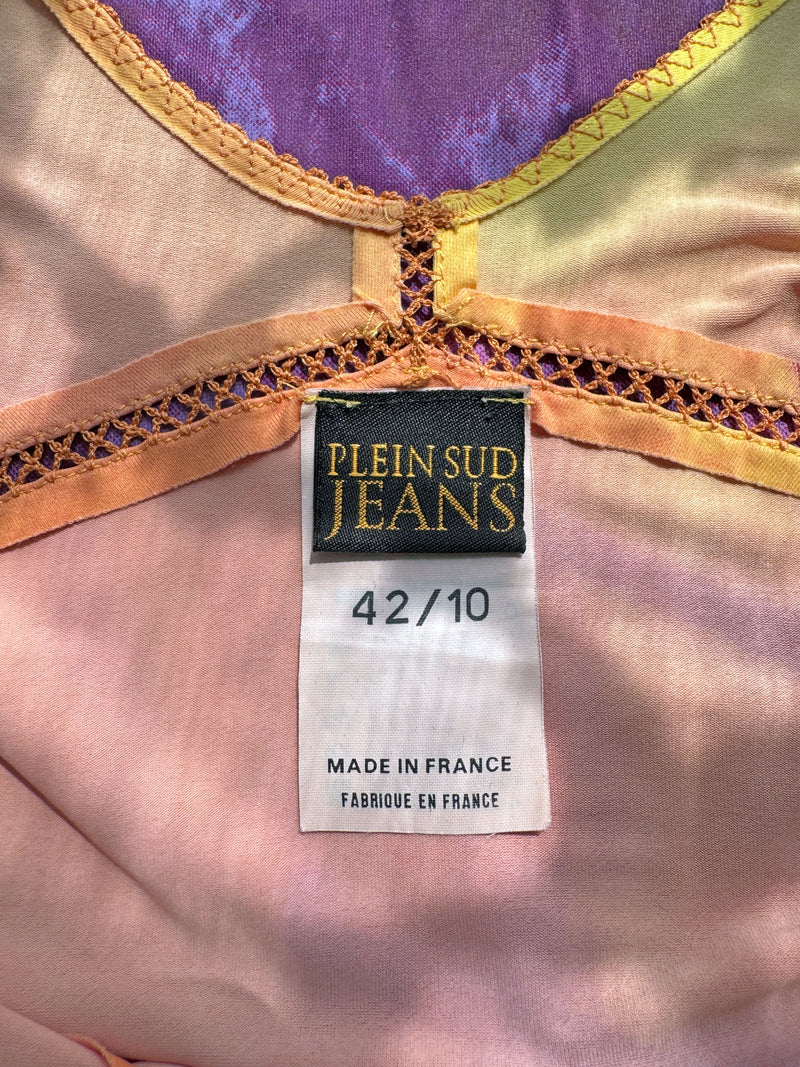 PLEIN SUD
JEANS
42/10
MADE IN FRANCE
FABRIQUE EN FRANCE